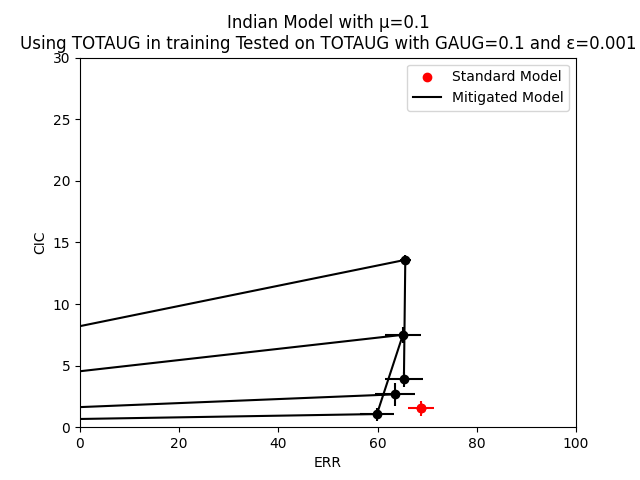 Indian Model with μ=0.1
Using TOTAUG in training Tested on TOTAUG with GAUG=0.1 and ε=0.001
Standard Model
Mitigated Model
30
25
20
15
10
5
0
CIC
0 20 40 60 80 100
ERR